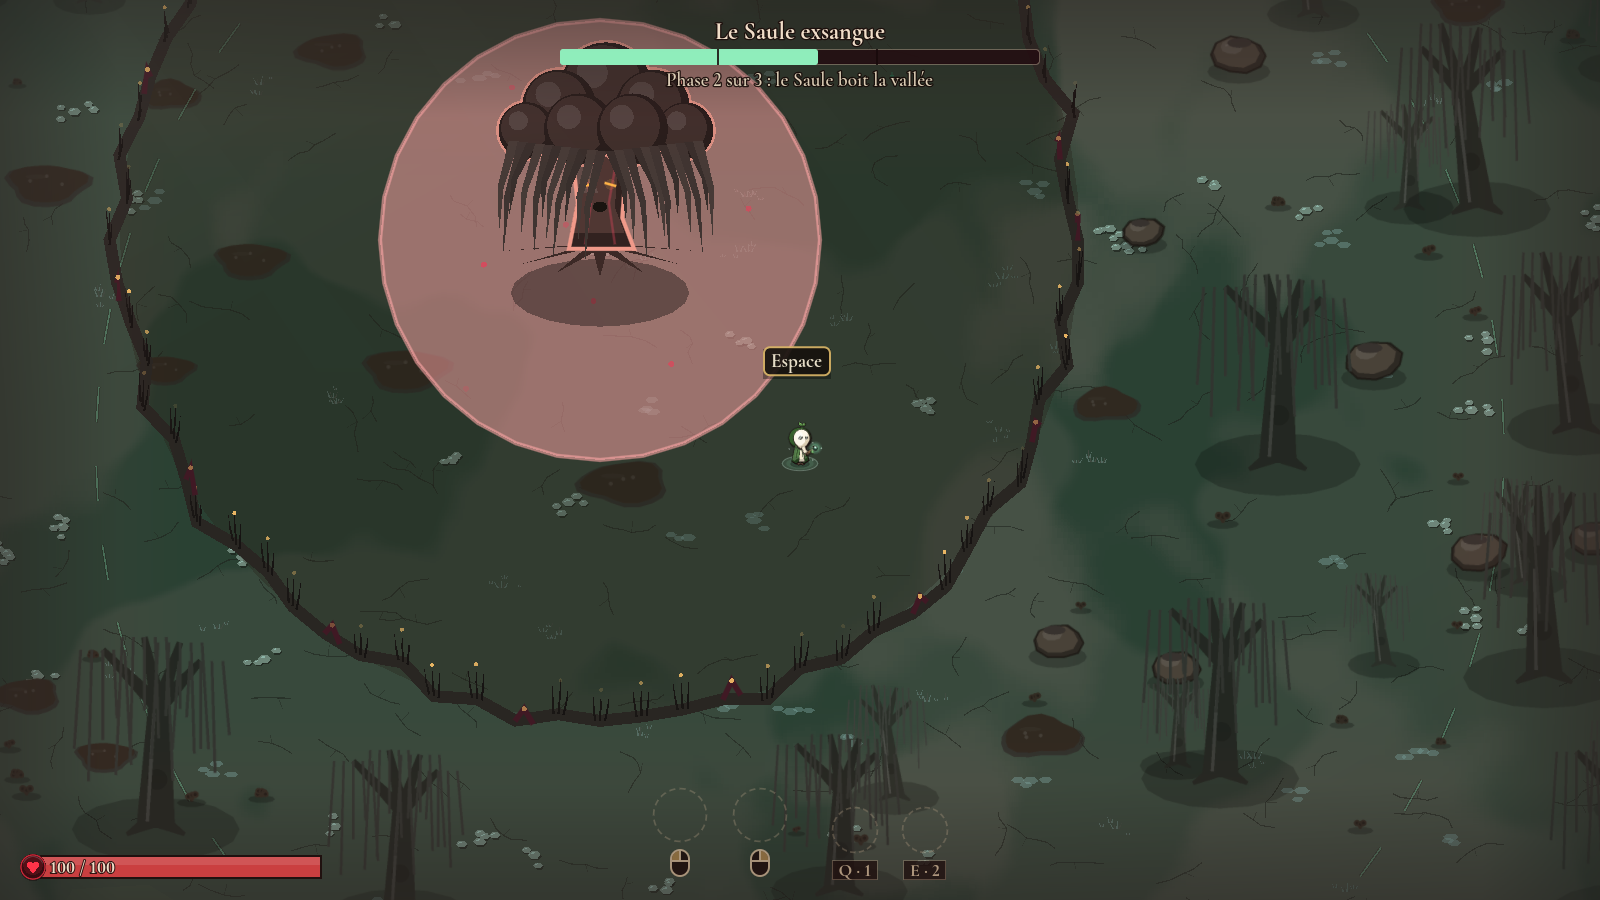 Le Saule exsangue
Phase 2 sur 3 : le Saule boit la vallée
Espace
100 / 100
Q · 1
E · 2